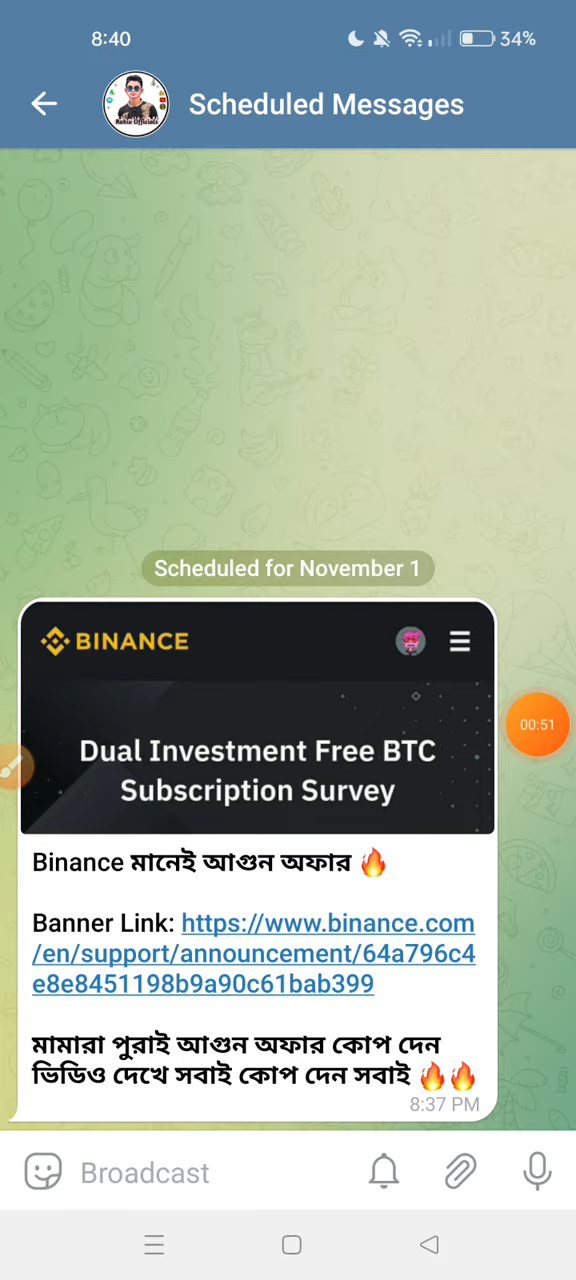 8:40
34%
Scheduled Messages
Scheduled for November 1
BINANCE
Dual Investment Free BTC
Subscription Survey
00:51
Binance মানেই আগুন অফার 🔥
Banner Link: https://www.binance.com
/en/support/announcement/64a796c4
e8e8451198b9a90c61bab399
মামারা পুরাই আগুন অফার কোপ দেন
ভিডিও দেখে সবাই কোপ দেন সবাই 🔥🔥
8:37 PM
Broadcast